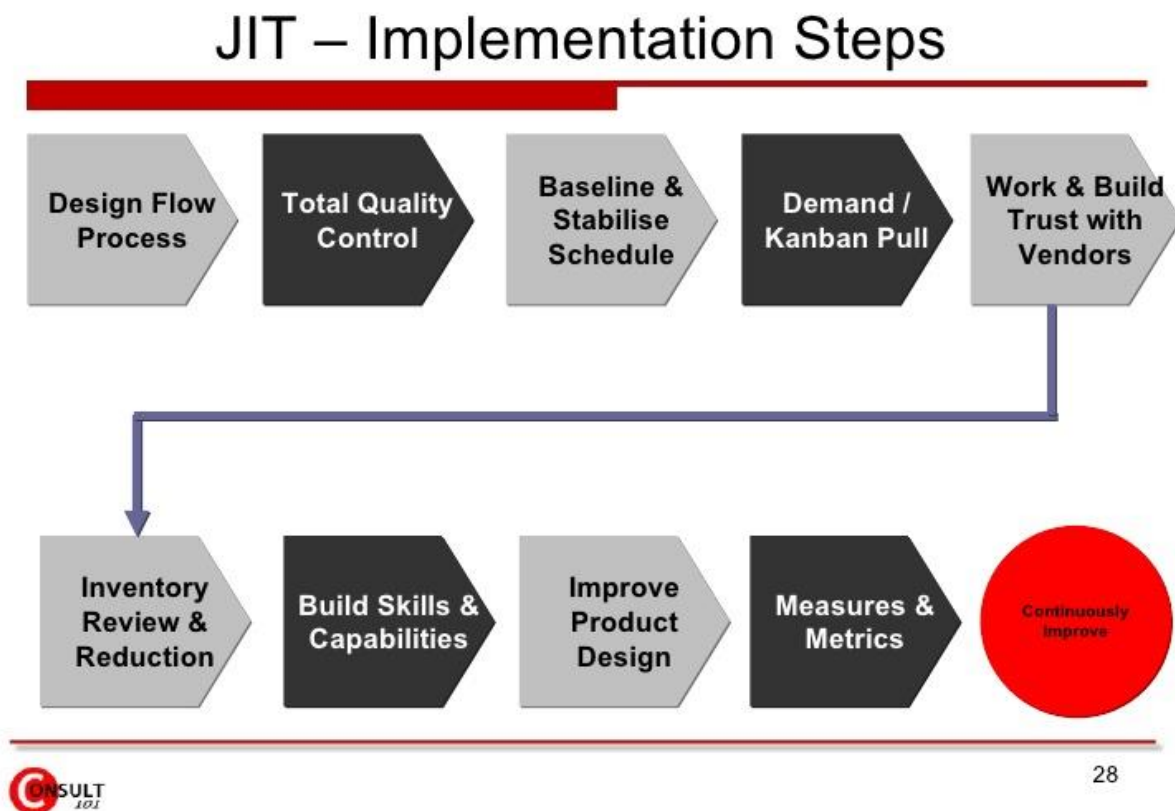 JIT – Implementation Steps
Design Flow
Process
Total Quality
Control
Baseline &
Stabilise
Schedule
Demand /
Kanban Pull
Work & Build
Trust with
Vendors
Inventory
Review &
Reduction
Build Skills &
Capabilities
Improve
Product
Design
Measures &
Metrics
Continuously
Improve
CONSULT
101
28